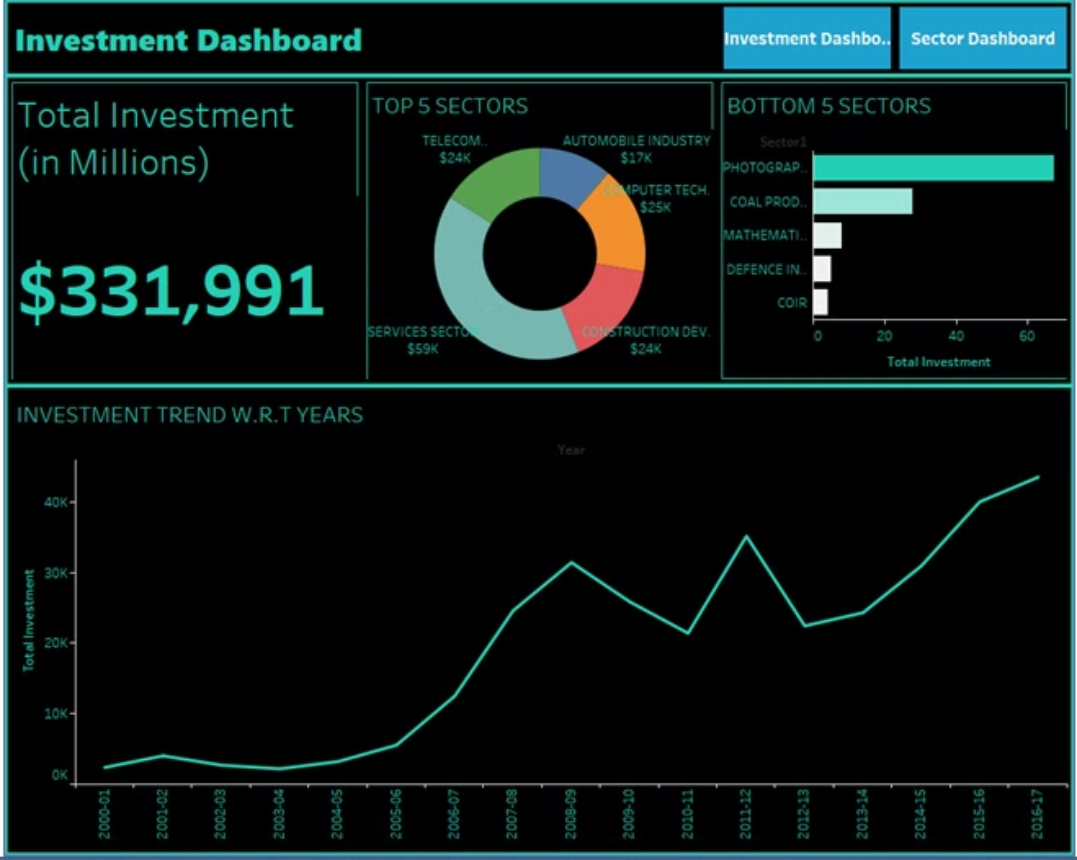 Investment Dashboard
Investment Dashbo..
Sector Dashboard
Total Investment
(in Millions)
$331,991
TOP 5 SECTORS
TELECOM..
$24K
AUTOMOBILE INDUSTRY
$17K
COMPUTER TECH.
$25K
SERVICES SECTOR
$59K
CONSTRUCTION DEV.
$24K
BOTTOM 5 SECTORS
Sector1
PHOTOGRAP..
COAL PROD..
MATHEMATI..
DEFENCE IN..
COIR
0 20 40 60
Total Investment
INVESTMENT TREND W.R.T YEARS
Year
Total Investment
40K
30K
20K
10K
0K
2000-01
2001-02
2002-03
2003-04
2004-05
2005-06
2006-07
2007-08
2008-09
2009-10
2010-11
2011-12
2012-13
2013-14
2014-15
2015-16
2016-17